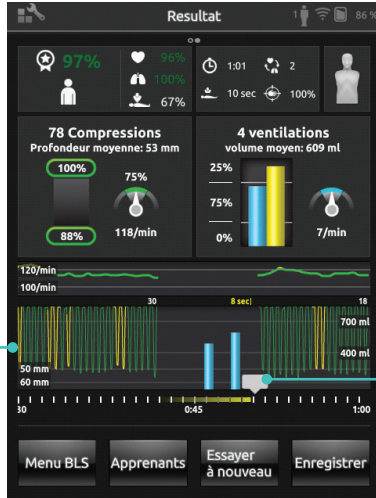 Resultat
1
86 %
97%
96%
100%
67%
1:01
2
10 sec
100%
78 Compressions
Profondeur moyenne: 53 mm
100%
88%
75%
118/min
4 ventilations
volume moyen: 609 ml
25%
75%
0%
7/min
120/min
100/min
30
8 sec
18
700 ml
400 ml
50 mm
60 mm
30
0:45
1:00
Menu BLS
Apprenants
Essayer
à nouveau
Enregistrer